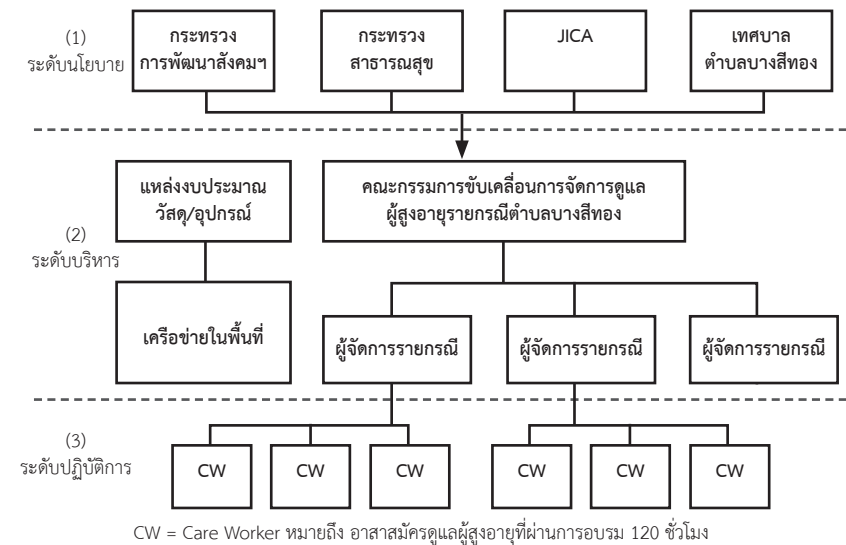 (1)
ระดับนโยบาย
กระทรวง
การพัฒนาสังคมฯ
กระทรวง
สาธารณสุข
JICA
เทศบาล
ตำบลบางสีทอง
(2)
ระดับบริหาร
แหล่งงบประมาณ
วัสดุ/อุปกรณ์
คณะกรรมการขับเคลื่อนการจัดการดูแล
ผู้สูงอายุรายกรณีตำบลบางสีทอง
เครือข่ายในพื้นที่
ผู้จัดการรายกรณี
ผู้จัดการรายกรณี
ผู้จัดการรายกรณี
(3)
ระดับปฏิบัติการ
CW
CW
CW
CW
CW
CW
CW = Care Worker หมายถึง อาสาสมัครดูแลผู้สูงอายุที่ผ่านการอบรม 120 ชั่วโมง